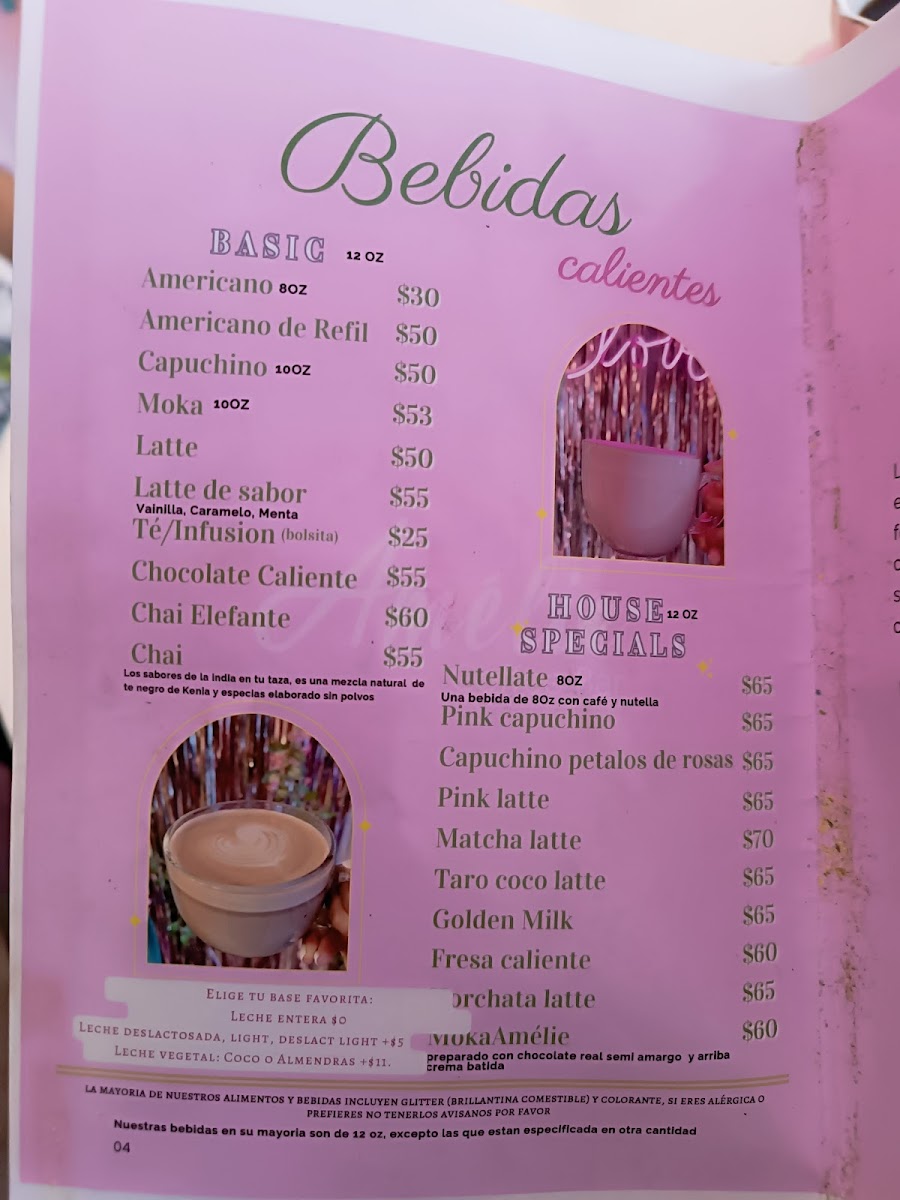 Bebidas
calientes
BASIC 12 OZ
Americano 8OZ $30
Americano de Refil $50
Capuchino 10OZ $50
Moka 10OZ $53
Latte $50
Latte de sabor $55
Vainilla, Caramelo, Menta
Té/Infusion (bolsita) $25
Chocolate Caliente $55
Chai Elefante $60
Chai $55
Los sabores de la india en tu taza, es una mezcla natural de
te negro de Kenia y especias elaborado sin polvos
HOUSE 12 OZ
SPECIALS
Nutellate 8OZ $65
Una bebida de 8Oz con café y nutella
Pink capuchino $65
Capuchino petalos de rosas $65
Pink latte $65
Matcha latte $70
Taro coco latte $65
Golden Milk $65
Fresa caliente $60
orchata latte $65
MokaAmélie $60
preparado con chocolate real semi amargo y arriba
crema batida
Elige tu base favorita:
Leche entera $0
Leche deslactosada, light, deslact light +$5
Leche vegetal: Coco o Almendras +$11.
LA MAYORIA DE NUESTROS ALIMENTOS Y BEBIDAS INCLUYEN GLITTER (BRILLANTINA COMESTIBLE) Y COLORANTE, SI ERES ALÉRGICA O
PREFIERES NO TENERLOS AVISANOS POR FAVOR
Nuestras bebidas en su mayoria son de 12 oz, excepto las que estan especificada en otra cantidad
04